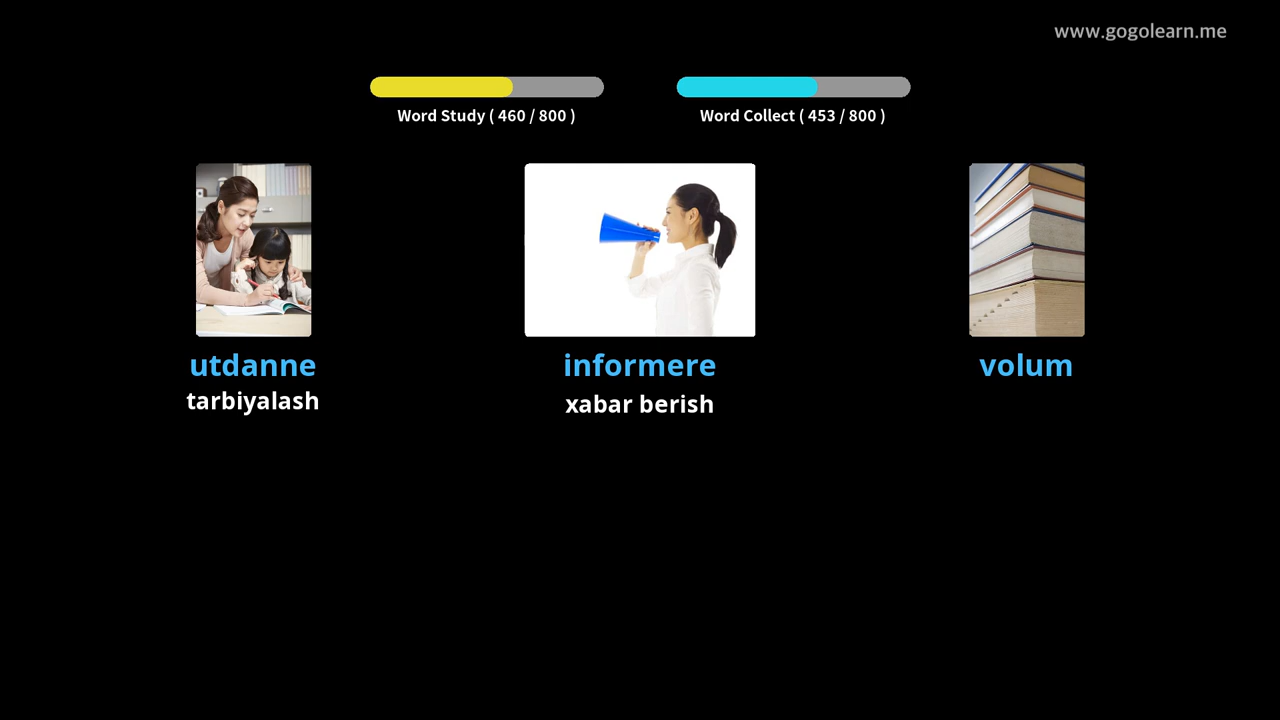 www.gogolearn.me
Word Study ( 460 / 800 )
Word Collect ( 453 / 800 )
utdanne
tarbiyalash
informere
xabar berish
volum